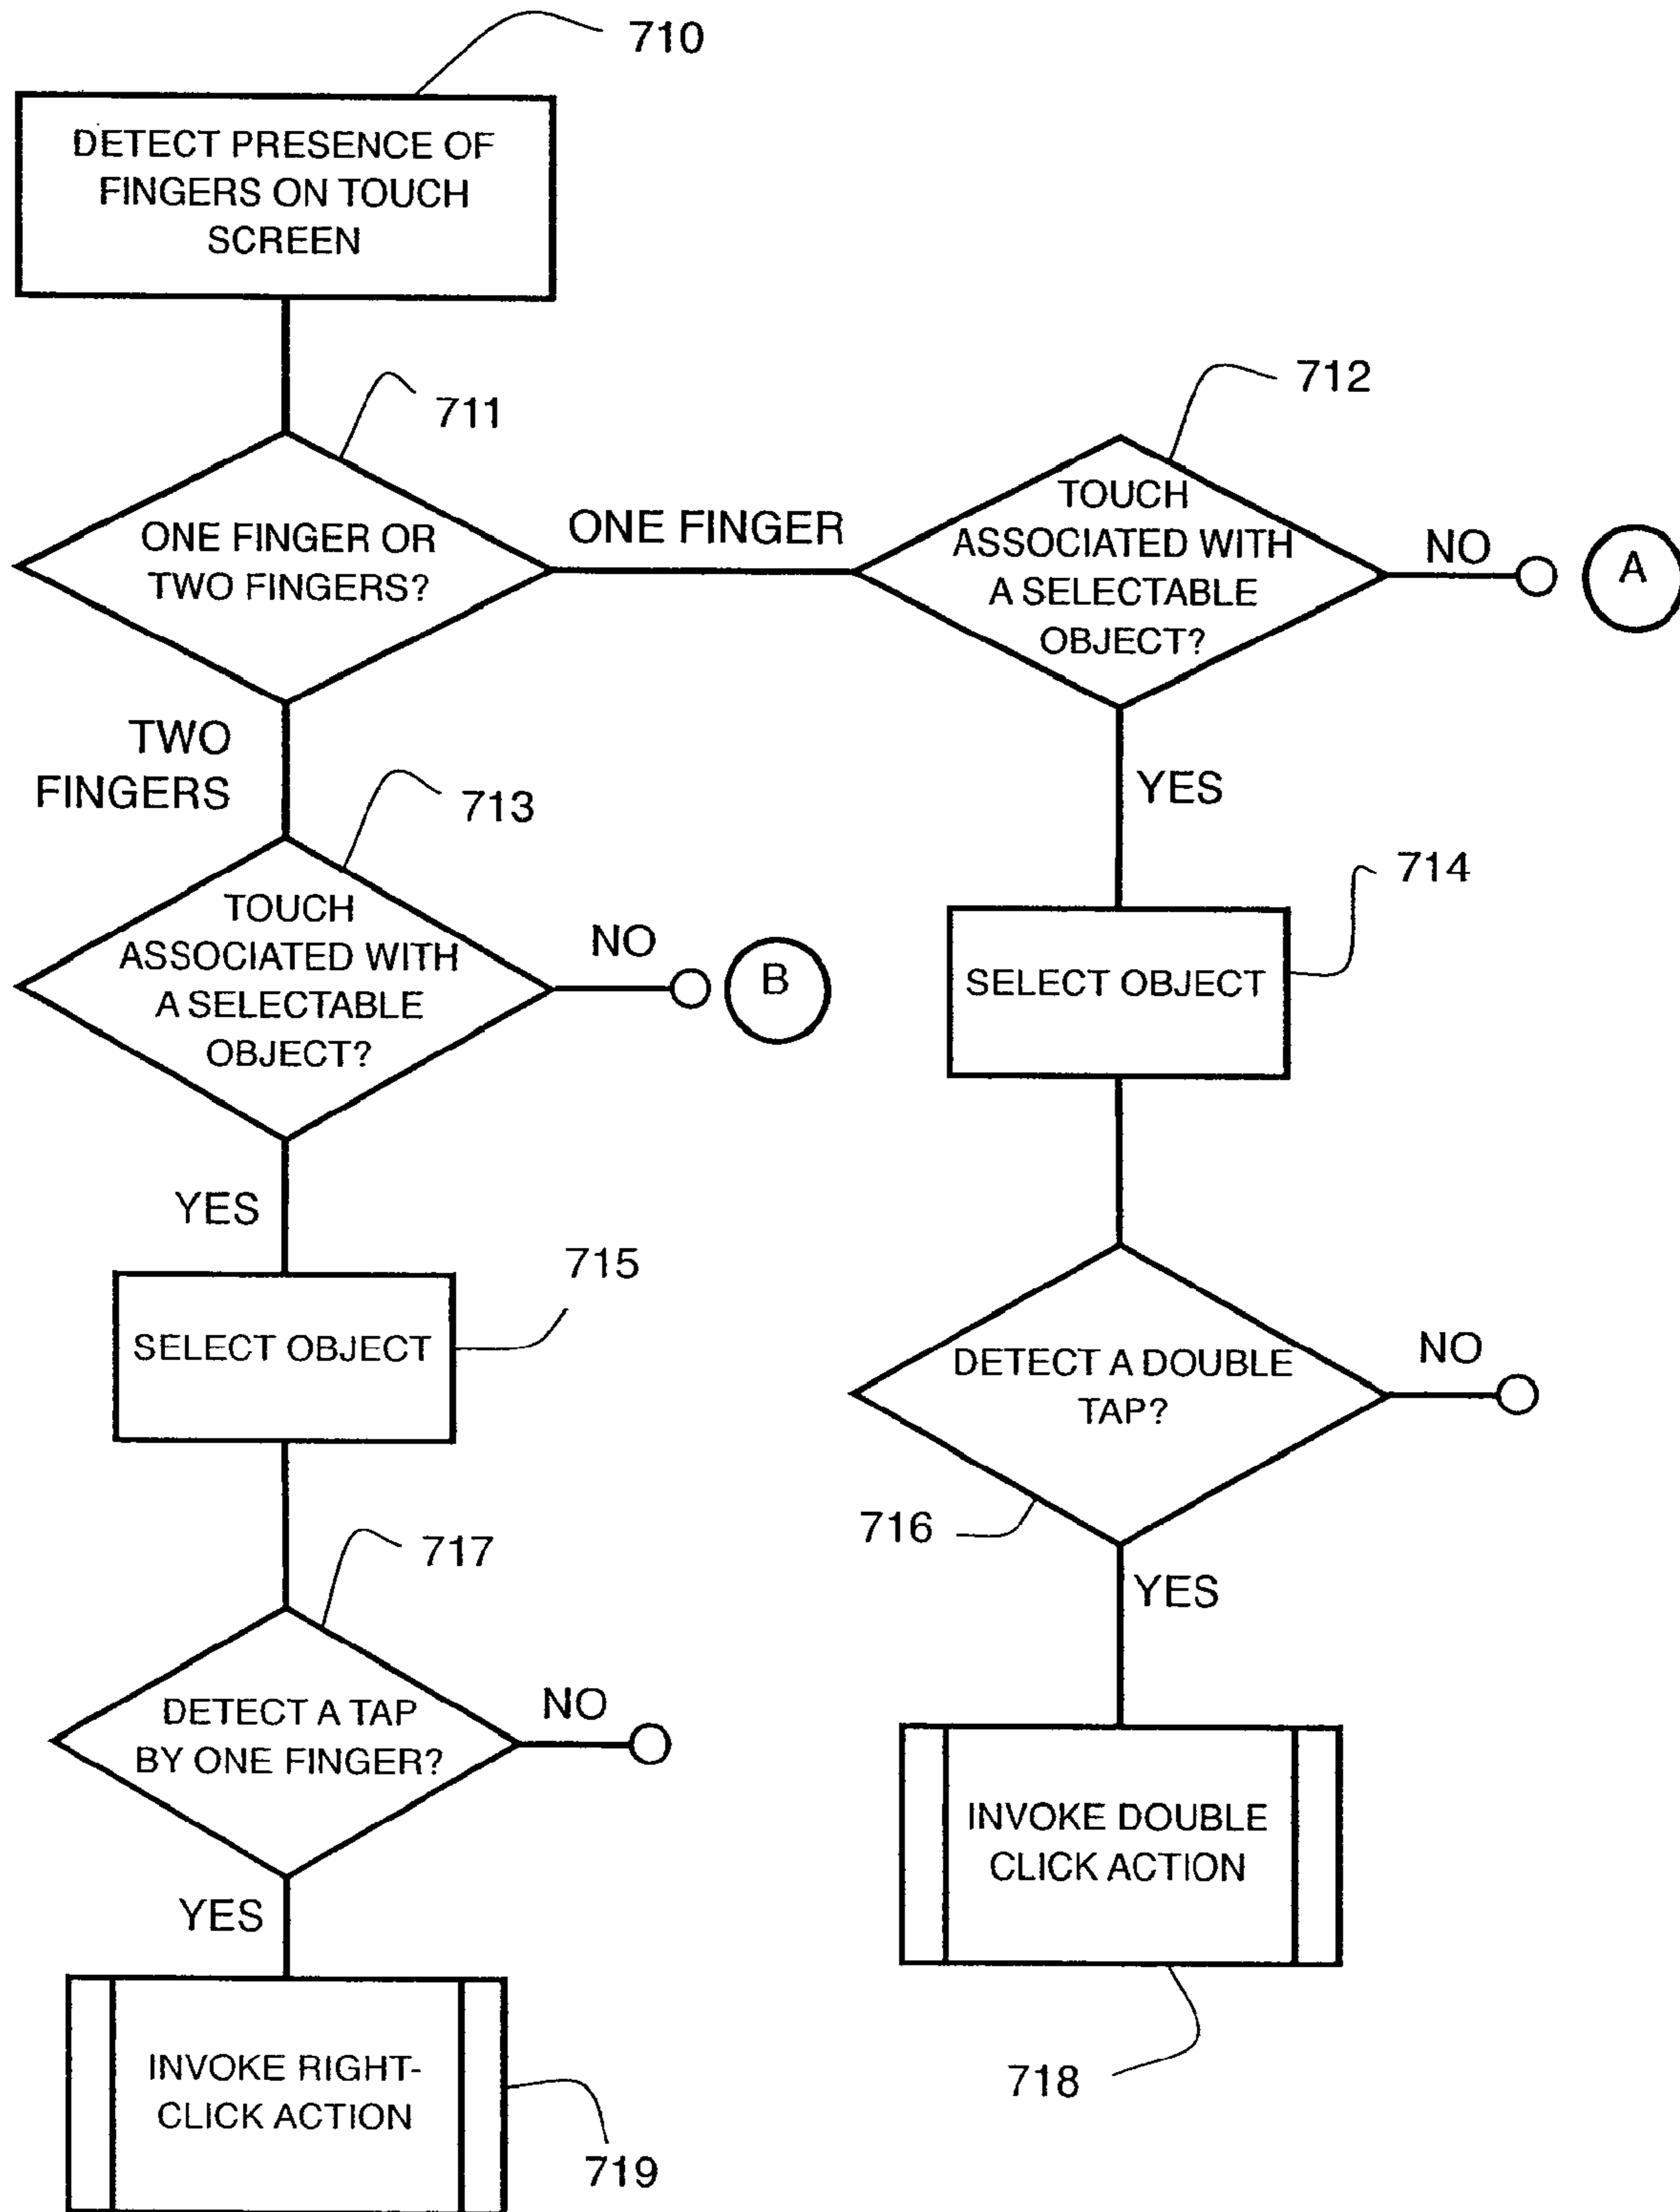 710
DETECT PRESENCE OF
FINGERS ON TOUCH
SCREEN
711
ONE FINGER OR
TWO FINGERS?
ONE FINGER
712
TOUCH
ASSOCIATED WITH
A SELECTABLE
OBJECT?
NO
A
TWO
FINGERS
713
TOUCH
ASSOCIATED WITH
A SELECTABLE
OBJECT?
NO
B
YES
714
SELECT OBJECT
YES
715
SELECT OBJECT
DETECT A DOUBLE
TAP?
NO
716
YES
717
DETECT A TAP
BY ONE FINGER?
NO
YES
INVOKE DOUBLE
CLICK ACTION
718
INVOKE RIGHT-
CLICK ACTION
719